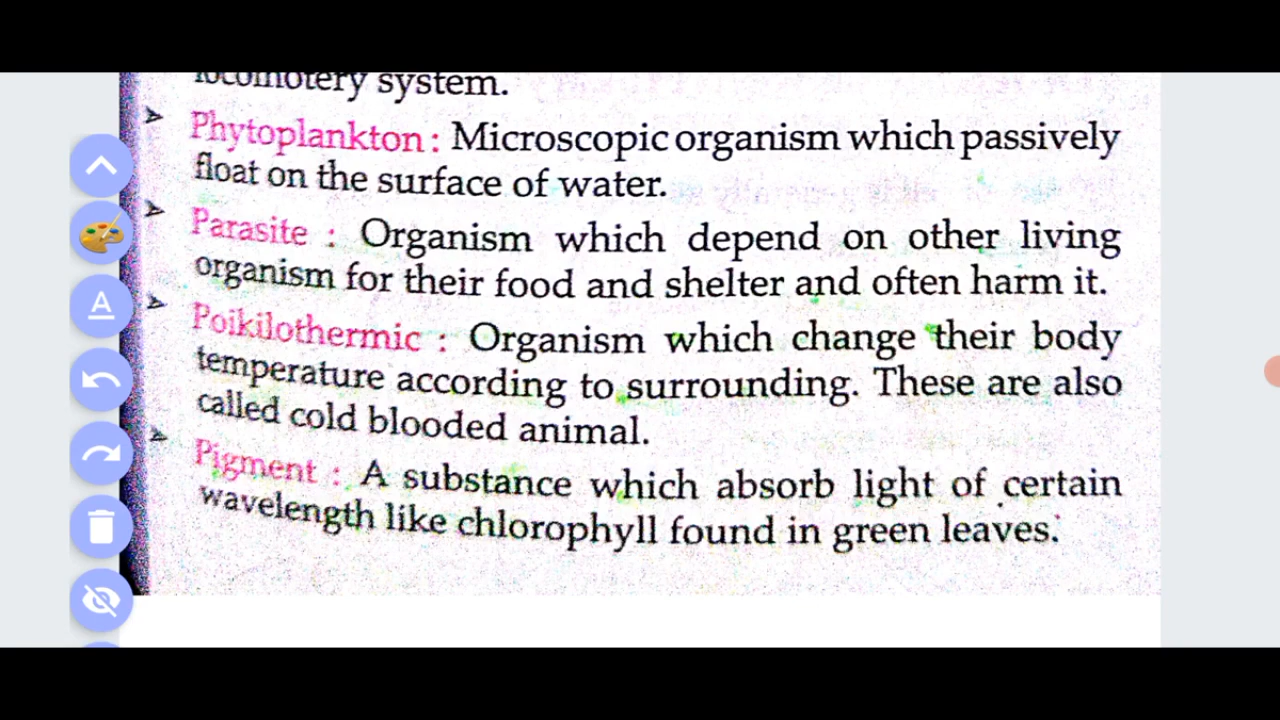 locomotery system.
➤ Phytoplankton : Microscopic organism which passively
float on the surface of water.
➤ Parasite : Organism which depend on other living
organism for their food and shelter and often harm it.
➤ Poikilothermic : Organism which change their body
temperature according to surrounding. These are also
called cold blooded animal.
➤ Pigment : A substance which absorb light of certain
wavelength like chlorophyll found in green leaves.
A